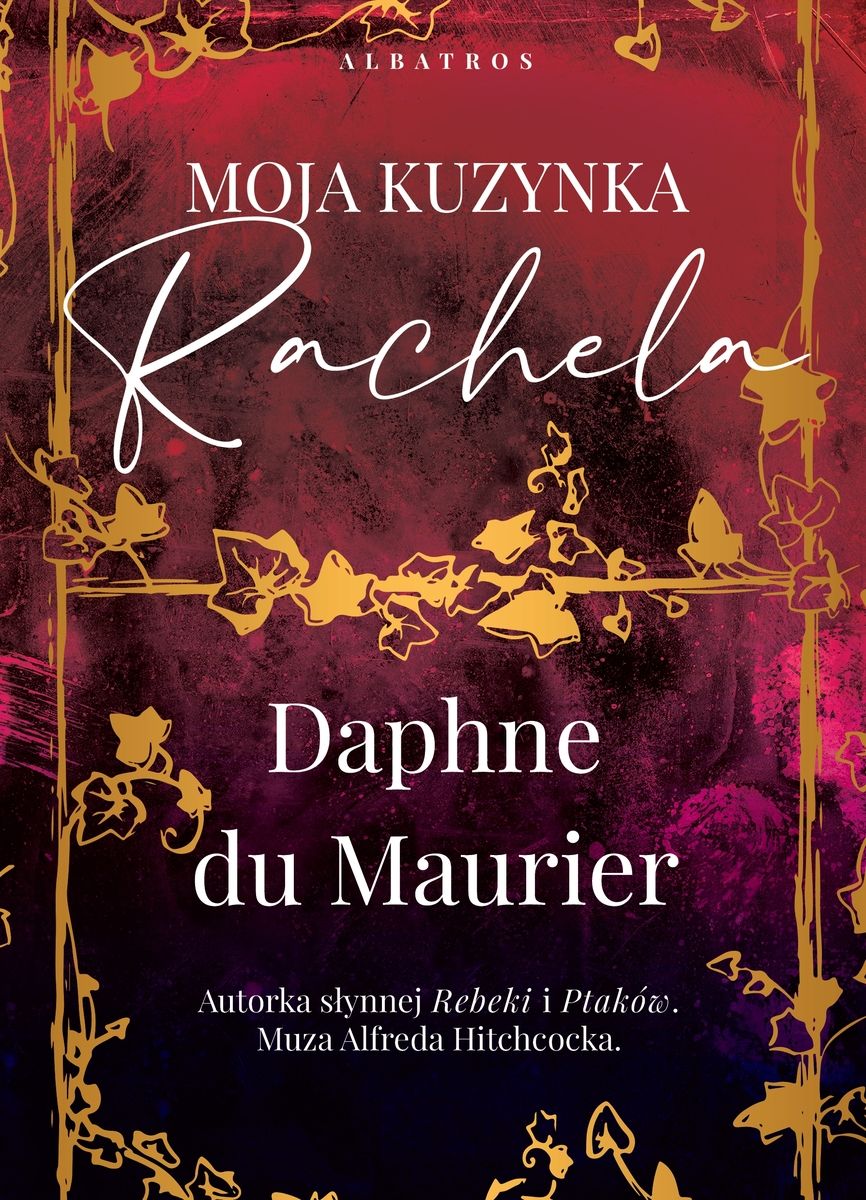 ALBATROS
MOJA KUZYNKA
Rachela
Daphne
du Maurier
Autorka słynnej Rebeki i Ptaków.
Muza Alfreda Hitchcocka.